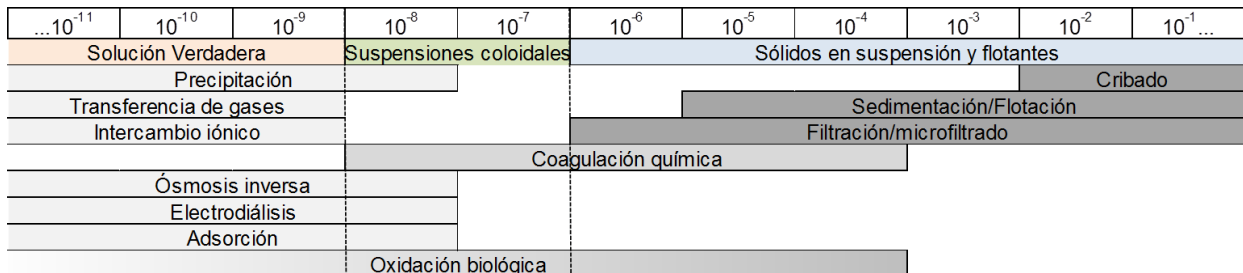 ...10⁻¹¹ 10⁻¹⁰ 10⁻⁹ 10⁻⁸ 10⁻⁷ 10⁻⁶ 10⁻⁵ 10⁻⁴ 10⁻³ 10⁻² 10⁻¹...
Solución Verdadera Suspensiones coloidales Sólidos en suspensión y flotantes
Precipitación Cribado
Transferencia de gases Sedimentación/Flotación
Intercambio iónico Filtración/microfiltrado
Coagulación química
Ósmosis inversa
Electrodiálisis
Adsorción
Oxidación biológica